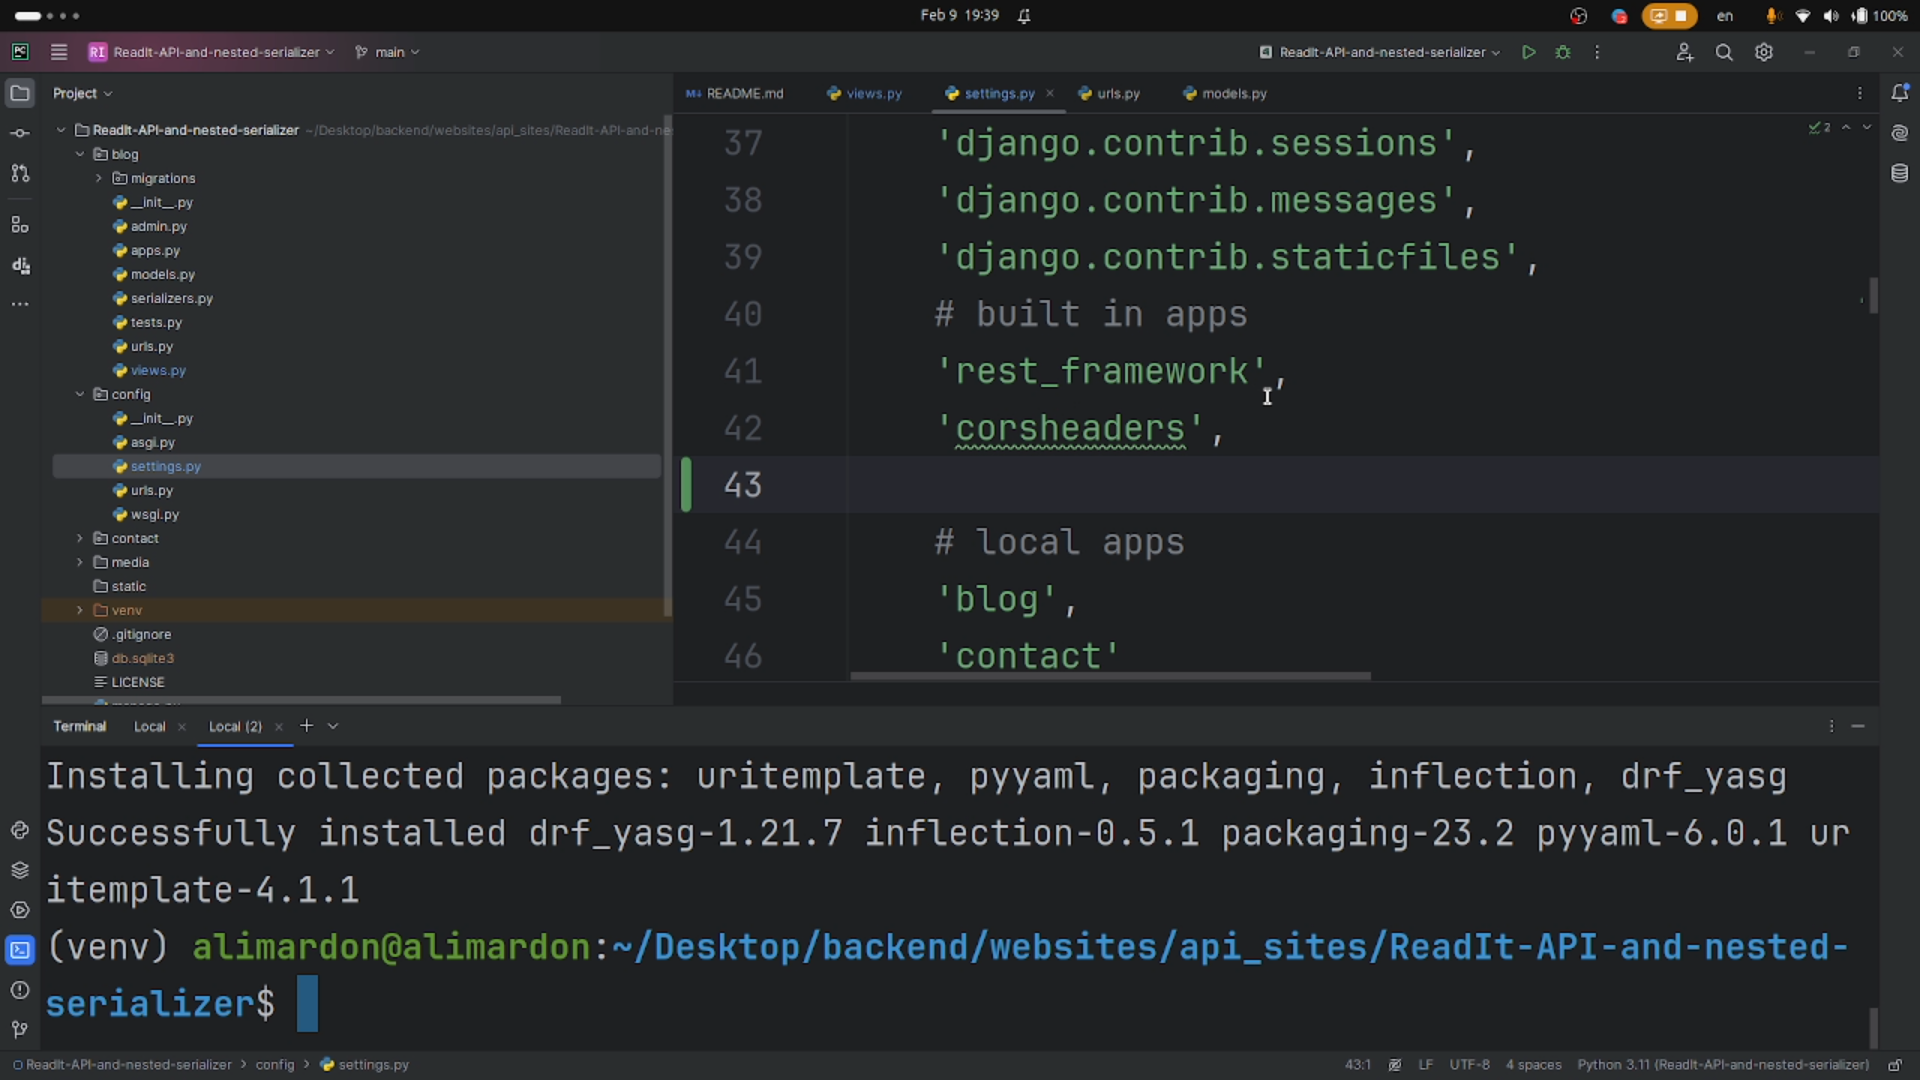 Feb 9 19:39
en
100%
RI ReadIt-API-and-nested-serializer
main
ReadIt-API-and-nested-serializer
Project
README.md
views.py
settings.py
urls.py
models.py
ReadIt-API-and-nested-serializer ~/Desktop/backend/websites/api_sites/ReadIt-API-and-ne
blog
migrations
__init__.py
admin.py
apps.py
models.py
serializers.py
tests.py
urls.py
views.py
config
__init__.py
asgi.py
settings.py
urls.py
wsgi.py
contact
media
static
venv
.gitignore
db.sqlite3
LICENSE
2
37 'django.contrib.sessions',
38 'django.contrib.messages',
39 'django.contrib.staticfiles',
40 # built in apps
41 'rest_framework',
42 'corsheaders',
43
44 # local apps
45 'blog',
46 'contact'
Terminal Local Local (2)
Installing collected packages: uritemplate, pyyaml, packaging, inflection, drf_yasg
Successfully installed drf_yasg-1.21.7 inflection-0.5.1 packaging-23.2 pyyaml-6.0.1 ur
itemplate-4.1.1
(venv) alimardon@alimardon:~/Desktop/backend/websites/api_sites/ReadIt-API-and-nested-
serializer$
ReadIt-API-and-nested-serializer > config > settings.py
43:1 LF UTF-8 4 spaces Python 3.11 (ReadIt-API-and-nested-serializer)